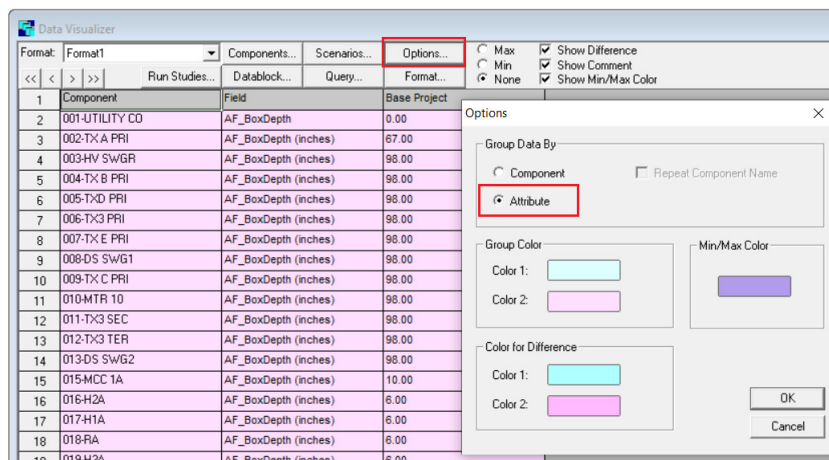 Data Visualizer
Format: Format1 Components... Scenarios... Options... Max Show Difference
Min Show Comment
<< < > >> Run Studies... Datablock... Query... Format... None Show Min/Max Color
1 Component Field Base Project
2 001-UTILITY CO AF_BoxDepth 0.00
3 002-TX A PRI AF_BoxDepth (inches) 67.00
4 003-HV SWGR AF_BoxDepth (inches) 98.00
5 004-TX B PRI AF_BoxDepth (inches) 98.00
6 005-TXD PRI AF_BoxDepth (inches) 98.00
7 006-TX3 PRI AF_BoxDepth (inches) 98.00
8 007-TX E PRI AF_BoxDepth (inches) 98.00
9 008-DS SWG1 AF_BoxDepth (inches) 98.00
10 009-TX C PRI AF_BoxDepth (inches) 98.00
11 010-MTR 10 AF_BoxDepth (inches) 98.00
12 011-TX3 SEC AF_BoxDepth (inches) 98.00
13 012-TX3 TER AF_BoxDepth (inches) 98.00
14 013-DS SWG2 AF_BoxDepth (inches) 98.00
15 015-MCC 1A AF_BoxDepth (inches) 10.00
16 016-H2A AF_BoxDepth (inches) 6.00
17 017-H1A AF_BoxDepth (inches) 6.00
18 018-RA AF_BoxDepth (inches) 6.00
19 019-H3A AF_BoxDepth (inches) 6.00
Options
Group Data By
Component Repeat Component Name
Attribute
Group Color
Color 1:
Color 2:
Min/Max Color
Color for Difference
Color 1:
Color 2:
OK
Cancel